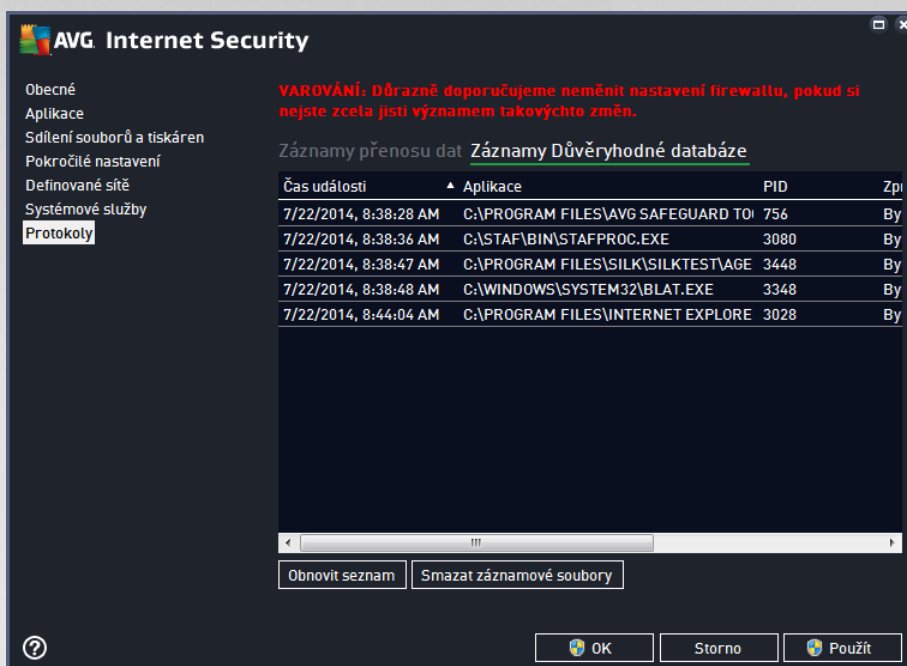 AVG Internet Security
Obecné
Aplikace
Sdílení souborů a tiskáren
Pokročilé nastavení
Definované sítě
Systémové služby
Protokoly
VAROVÁNÍ: Důrazně doporučujeme neměnit nastavení firewallu, pokud si
nejste zcela jisti významem takovýchto změn.
Záznamy přenosu dat Záznamy Důvěryhodné databáze
Čas události Aplikace PID
7/22/2014, 8:38:28 AM C:\PROGRAM FILES\AVG SAFEGUARD 756 By
7/22/2014, 8:38:36 AM C:\STAF\BIN\STAFPROC.EXE 3080 By
7/22/2014, 8:38:47 AM C:\PROGRAM FILES\SILK\SILKTEST\AGE 3448 By
7/22/2014, 8:38:48 AM C:\WINDOWS\SYSTEM32\BLAT.EXE 3348 By
7/22/2014, 8:44:04 AM C:\PROGRAM FILES\INTERNET EXPLORE 3028 By
Obnovit seznam Smazat záznamové soubory
OK Storno Použít